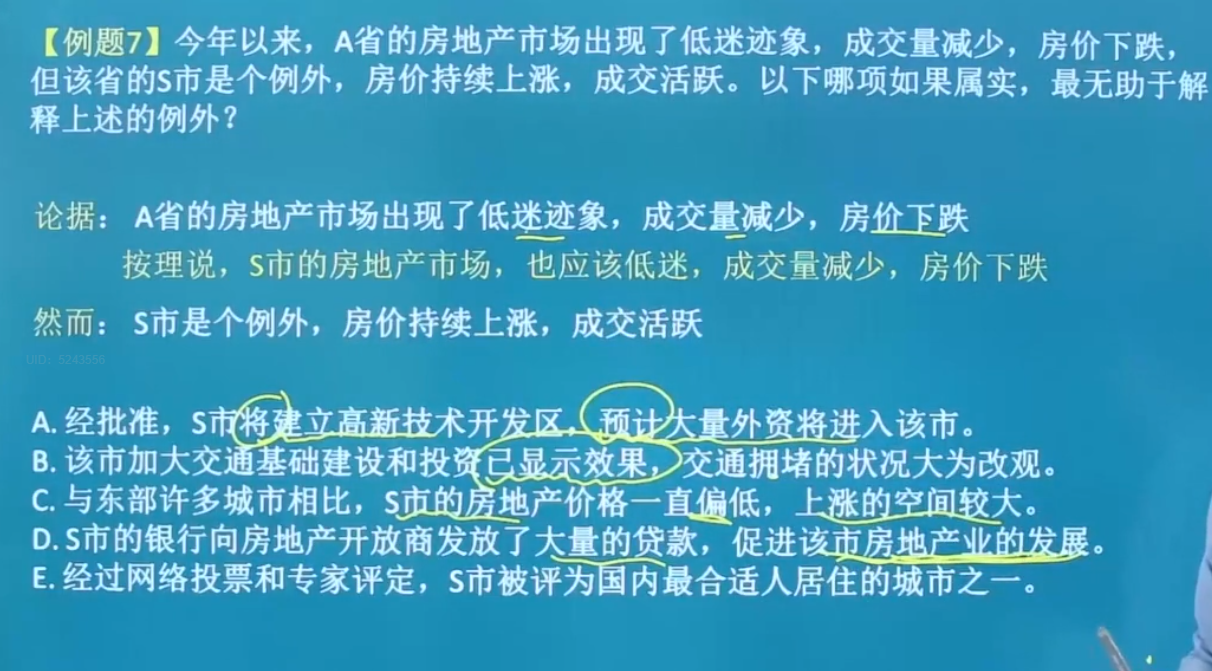 【例题7】今年以来，A省的房地产市场出现了低迷迹象，成交量减少，房价下跌，
但该省的S市是个例外，房价持续上涨，成交活跃。以下哪项如果属实，最无助于解
释上述的例外？
论据： A省的房地产市场出现了低迷迹象，成交量减少，房价下跌
按理说，S市的房地产市场，也应该低迷，成交量减少，房价下跌
然而： S市是个例外，房价持续上涨，成交活跃
UID: 5243556
A. 经批准，S市将建立高新技术开发区，预计大量外资将进入该市。
B. 该市加大交通基础建设和投资已显示效果，交通拥堵的状况大为改观。
C. 与东部许多城市相比，S市的房地产价格一直偏低，上涨的空间较大。
D. S市的银行向房地产开放商发放了大量的贷款，促进该市房地产业的发展。
E. 经过网络投票和专家评定，S市被评为国内最合适人居住的城市之一。